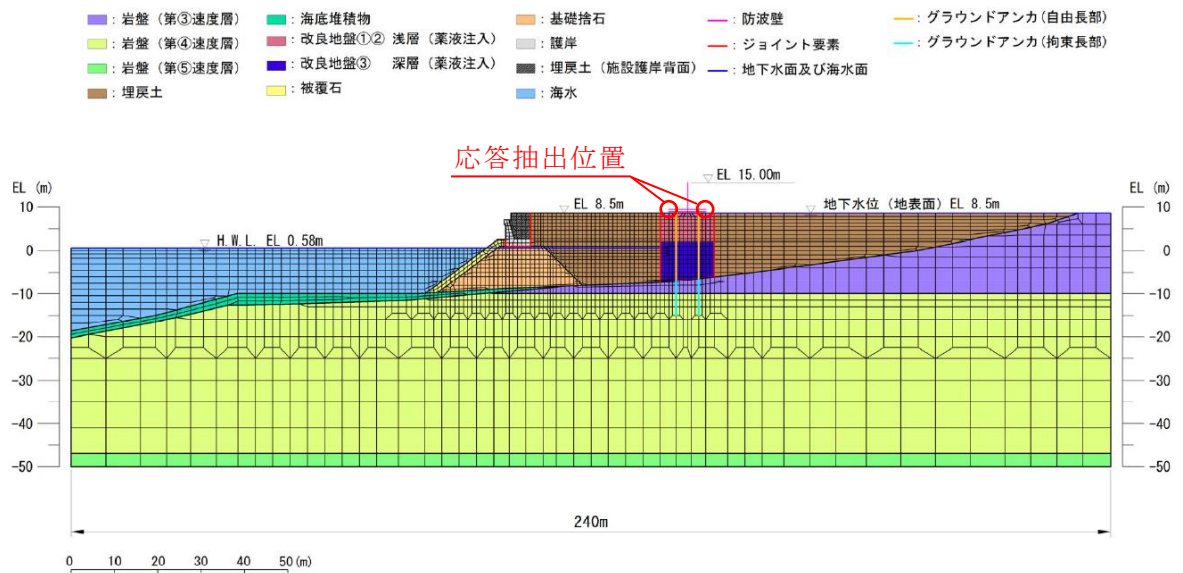 ：岩盤（第③速度層）
：岩盤（第④速度層）
：岩盤（第⑤速度層）
：埋戻土
：海底堆積物
：改良地盤①② 浅層（薬液注入）
：改良地盤③ 深層（薬液注入）
：被覆石
：基礎捨石
：護岸
：埋戻土（施設護岸背面）
：海水
：防波壁
：ジョイント要素
：地下水面及び海水面
：グラウンドアンカ(自由長部)
：グラウンドアンカ(拘束長部)
応答抽出位置
EL 15.00m
EL (m)
EL (m)
EL 8.5m
地下水位（地表面）EL 8.5m
H.W.L. EL 0.58m
10
0
-10
-20
-30
-40
-50
10
0
-10
-20
-30
-40
-50
240m
0 10 20 30 40 50 (m)